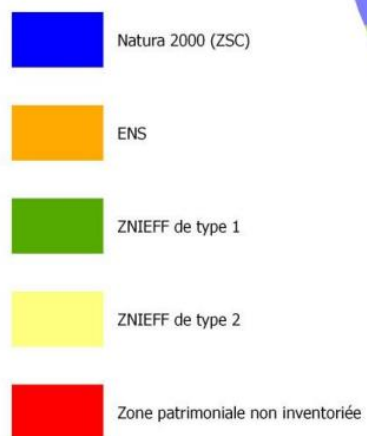 Natura 2000 (ZSC)
ENS
ZNIEFF de type 1
ZNIEFF de type 2
Zone patrimoniale non inventoriée